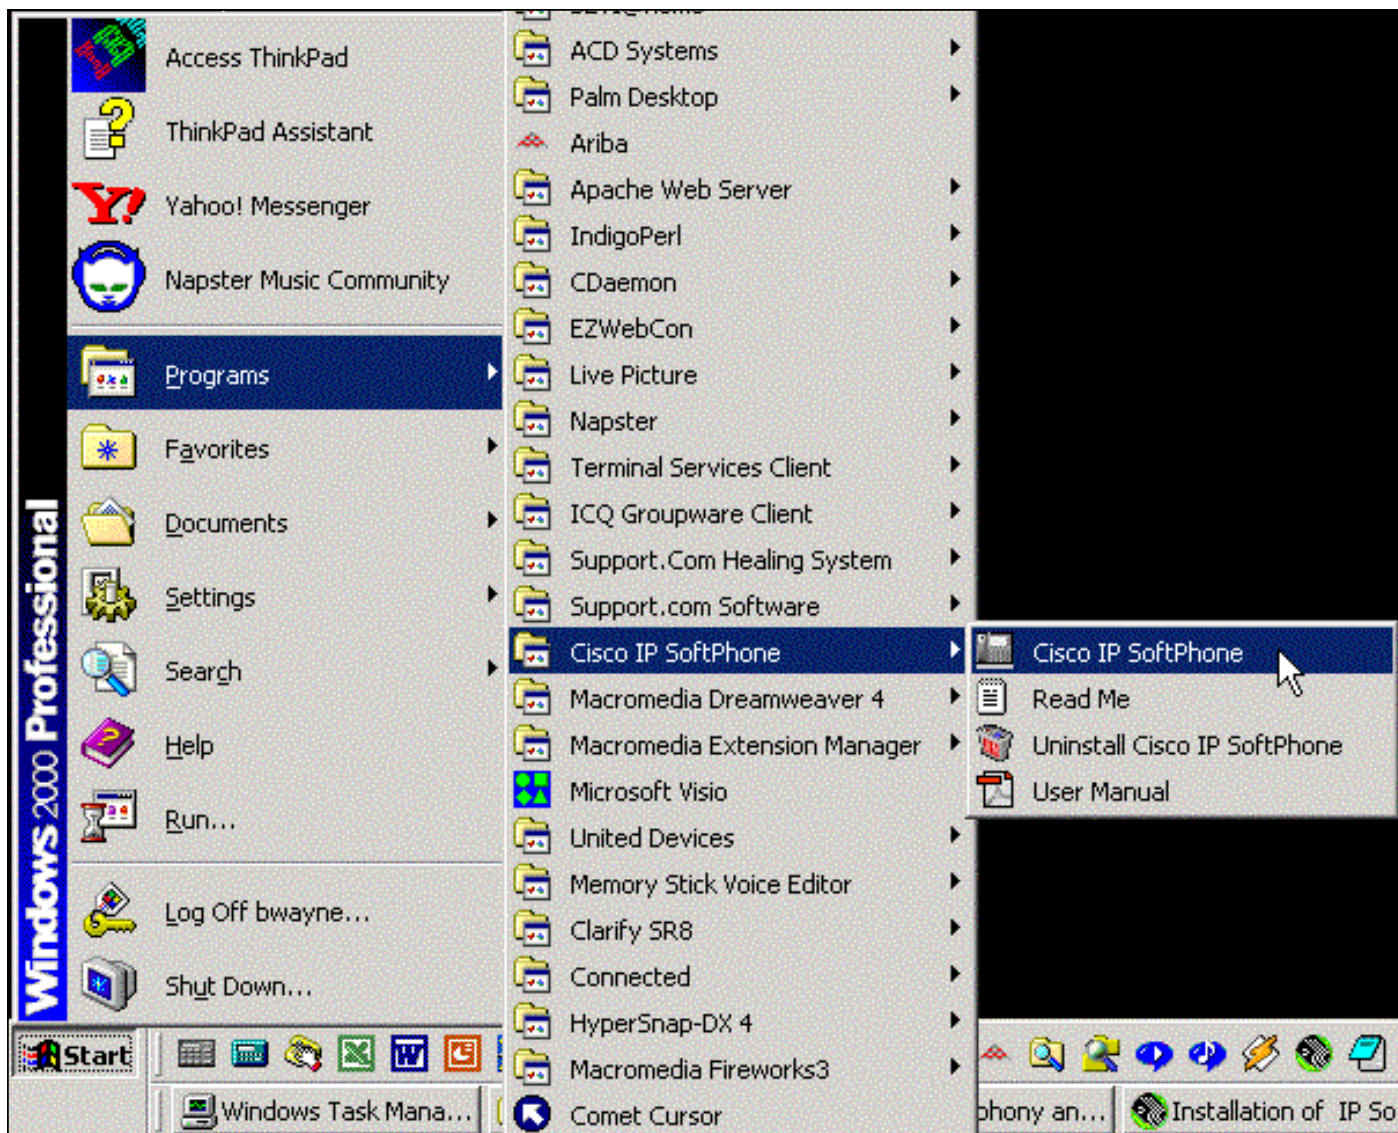 Access ThinkPad
ThinkPad Assistant
Yahoo! Messenger
Napster Music Community
Programs
Favorites
Documents
Settings
Search
Help
Run...
Log Off bwayne...
Shut Down...
Windows 2000 Professional
ACD Systems
Palm Desktop
Ariba
Apache Web Server
IndigoPerl
CDaemon
EZWebCon
Live Picture
Napster
Terminal Services Client
ICQ Groupware Client
Support.Com Healing System
Support.com Software
Cisco IP SoftPhone
Macromedia Dreamweaver 4
Macromedia Extension Manager
Microsoft Visio
United Devices
Memory Stick Voice Editor
Clarify SR8
Connected
HyperSnap-DX 4
Macromedia Fireworks3
Comet Cursor
Cisco IP SoftPhone
Read Me
Uninstall Cisco IP SoftPhone
User Manual
Start
Windows Task Mana...
phony an...
Installation of IP So